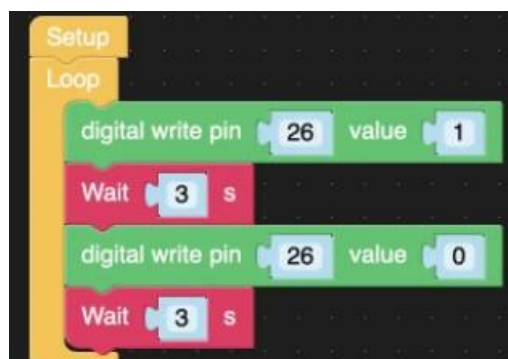 Setup
Loop
digital write pin 26 value 1
Wait 3 s
digital write pin 26 value 0
Wait 3 s